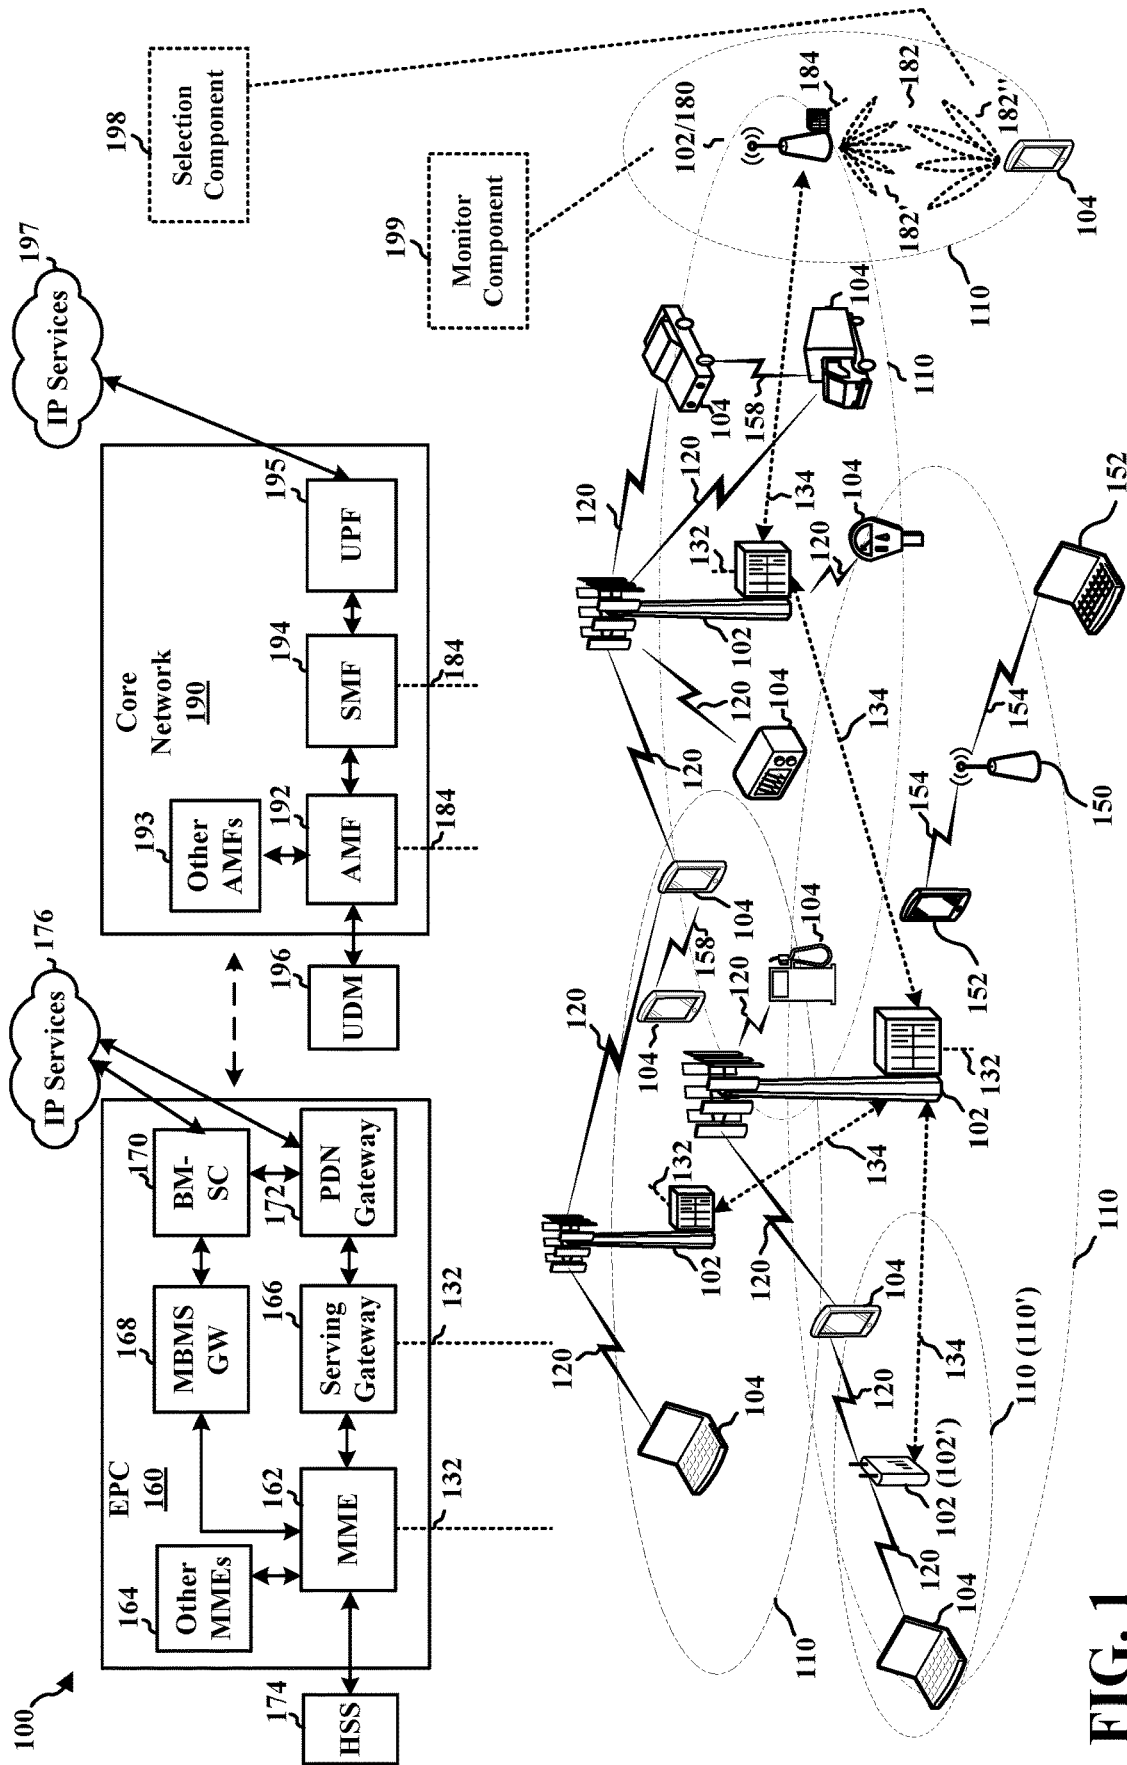 100
EPC
160
164
Other
MMEs
162
MME
174
HSS
168
MBMS
GW
166
Serving
Gateway
170
BM-
SC
172
PDN
Gateway
132
132
176
IP Services
196
UDM
Core
Network
190
193
Other
AMFs
192
AMF
194
SMF
195
UPF
184
184
197
IP Services
198
Selection
Component
199
Monitor
Component
120
104
110
102
132
134
120
120
104
158
104
120
120
120
104
120
104
102
132
120
104
158
104
120
134
120
104
110
102/180
184
182
182'
182''
104
110
120
104
102
132
134
104
120
102 (102')
120
104
134
110 (110')
110
134
152
154
150
154
152
FIG. 1